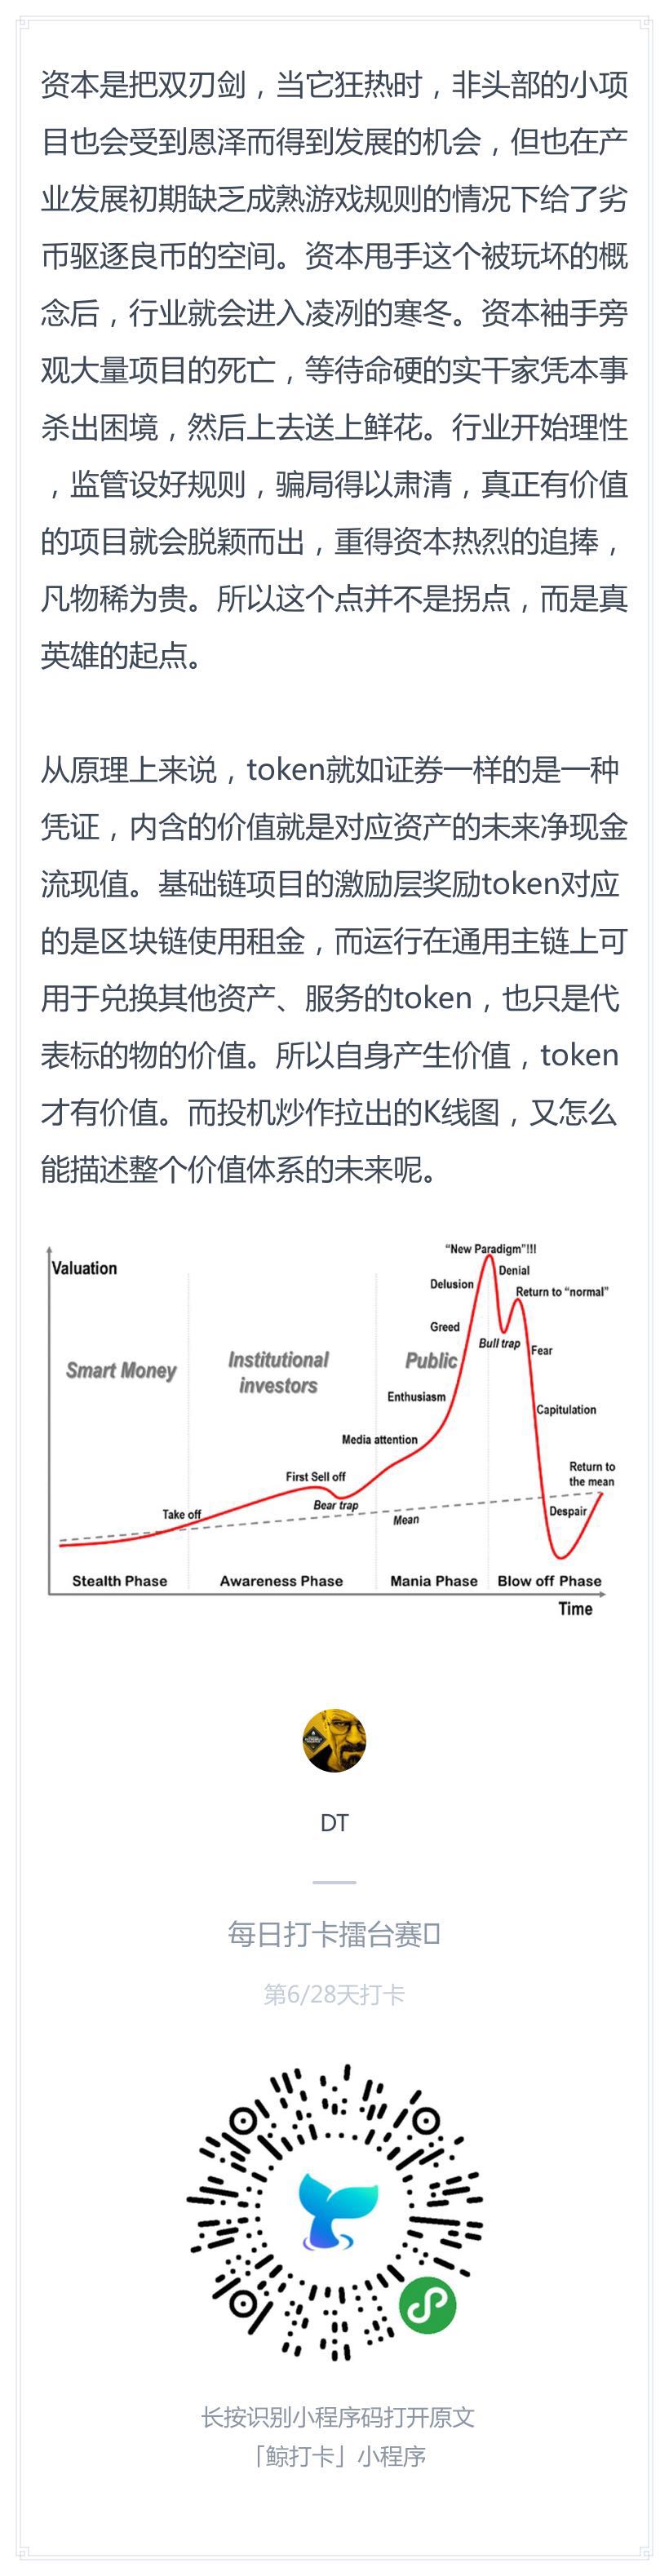 资本是把双刃剑，当它狂热时，非头部的小项
目也会受到恩泽而得到发展的机会，但也在产
业发展初期缺乏成熟游戏规则的情况下给了劣
币驱逐良币的空间。资本甩手这个被玩坏的概
念后，行业就会进入凌冽的寒冬。资本袖手旁
观大量项目的死亡，等待命硬的实干家凭本事
杀出困境，然后上去送上鲜花。行业开始理性
，监管设好规则，骗局得以肃清，真正有价值
的项目就会脱颖而出，重得资本热烈的追捧，
凡物稀为贵。所以这个点并不是拐点，而是真
英雄的起点。
从原理上来说，token就如证券一样的是一种
凭证，内含的价值就是对应资产的未来净现金
流现值。基础链项目的激励层奖励token对应
的是区块链使用租金，而运行在通用主链上可
用于兑换其他资产、服务的token，也只是代
表标的物的价值。所以自身产生价值，token
才有价值。而投机炒作拉出的K线图，又怎么
能描述整个价值体系的未来呢。
Valuation
"New Paradigm"!!!
Denial
Delusion
Return to "normal"
Greed
Bull trap
Fear
Smart Money
Institutional
investors
Public
Enthusiasm
Capitulation
Media attention
First Sell off
Return to
the mean
Bear trap
Take off
Mean
Despair
Stealth Phase
Awareness Phase
Mania Phase
Blow off Phase
Time
DT
每日打卡擂台赛
第6/28天打卡
长按识别小程序码打开原文
「鲸打卡」小程序